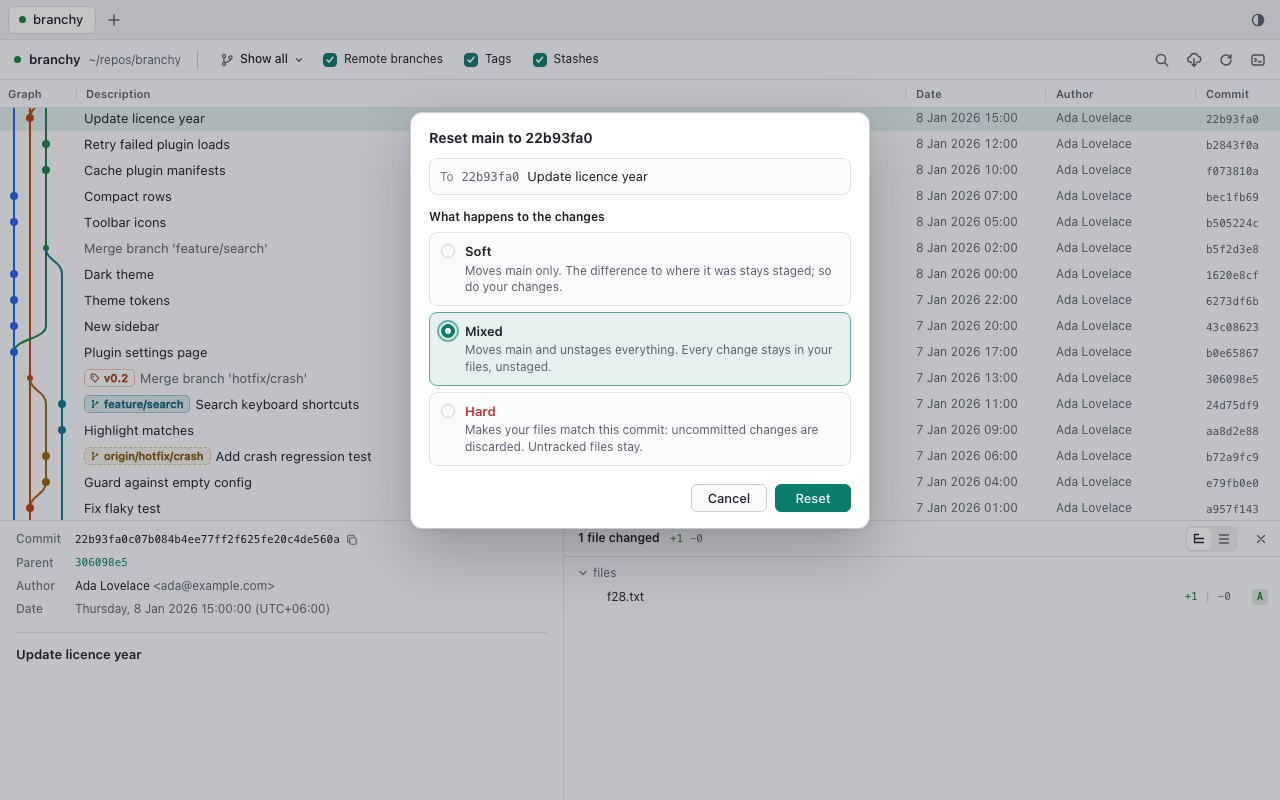 branchy
branchy ~/repos/branchy Show all Remote branches Tags Stashes
Graph Description Date Author Commit
Update licence year 8 Jan 2026 15:00 Ada Lovelace 22b93fa0
Retry failed plugin loads 8 Jan 2026 12:00 Ada Lovelace b2843f0a
Cache plugin manifests 8 Jan 2026 10:00 Ada Lovelace f073810a
Compact rows 8 Jan 2026 07:00 Ada Lovelace bec1fb69
Toolbar icons 8 Jan 2026 05:00 Ada Lovelace b505224c
Merge branch 'feature/search' 8 Jan 2026 02:00 Ada Lovelace b5f2d3e8
Dark theme 8 Jan 2026 00:00 Ada Lovelace 1620e8cf
Theme tokens 7 Jan 2026 22:00 Ada Lovelace 6273df6b
New sidebar 7 Jan 2026 20:00 Ada Lovelace 43c08623
Plugin settings page 7 Jan 2026 17:00 Ada Lovelace b0e65867
v0.2 Merge branch 'hotfix/crash' 7 Jan 2026 13:00 Ada Lovelace 306098e5
feature/search Search keyboard shortcuts 7 Jan 2026 11:00 Ada Lovelace 24d75df9
Highlight matches 7 Jan 2026 09:00 Ada Lovelace aa8d2e88
origin/hotfix/crash Add crash regression test 7 Jan 2026 06:00 Ada Lovelace b72a9fc9
Guard against empty config 7 Jan 2026 04:00 Ada Lovelace e79fb0e0
Fix flaky test 7 Jan 2026 01:00 Ada Lovelace a957f143
Reset main to 22b93fa0
To 22b93fa0 Update licence year
What happens to the changes
Soft
Moves main only. The difference to where it was stays staged; so
do your changes.
Mixed
Moves main and unstages everything. Every change stays in your
files, unstaged.
Hard
Makes your files match this commit: uncommitted changes are
discarded. Untracked files stay.
Cancel Reset
Commit 22b93fa0c07b084b4ee77ff2f625fe20c4de560a
Parent 306098e5
Author Ada Lovelace <ada@example.com>
Date Thursday, 8 Jan 2026 15:00:00 (UTC+06:00)
Update licence year
1 file changed +1 −0
files
f28.txt +1 | −0 A